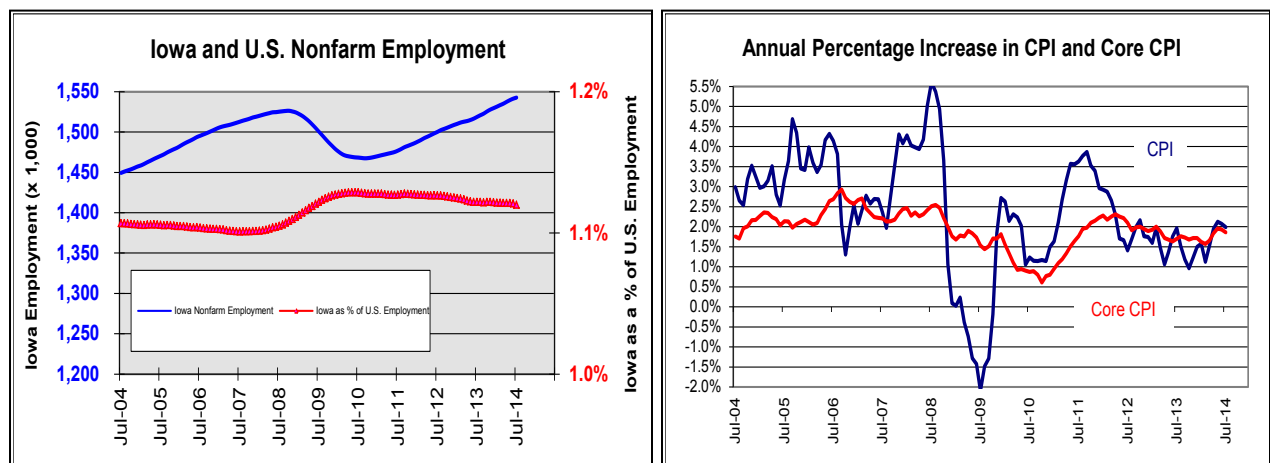 Iowa and U.S. Nonfarm Employment
Iowa Employment (x 1,000)
1,550
1,500
1,450
1,400
1,350
1,300
1,250
1,200
1.2%
1.1%
1.0%
Iowa as a % of U.S. Employment
Iowa Nonfarm Employment
Iowa as % of U.S. Employment
Jul-04
Jul-05
Jul-06
Jul-07
Jul-08
Jul-09
Jul-10
Jul-11
Jul-12
Jul-13
Jul-14
Annual Percentage Increase in CPI and Core CPI
5.5%
5.0%
4.5%
4.0%
3.5%
3.0%
2.5%
2.0%
1.5%
1.0%
0.5%
0.0%
-0.5%
-1.0%
-1.5%
-2.0%
CPI
Core CPI
Jul-04
Jul-05
Jul-06
Jul-07
Jul-08
Jul-09
Jul-10
Jul-11
Jul-12
Jul-13
Jul-14